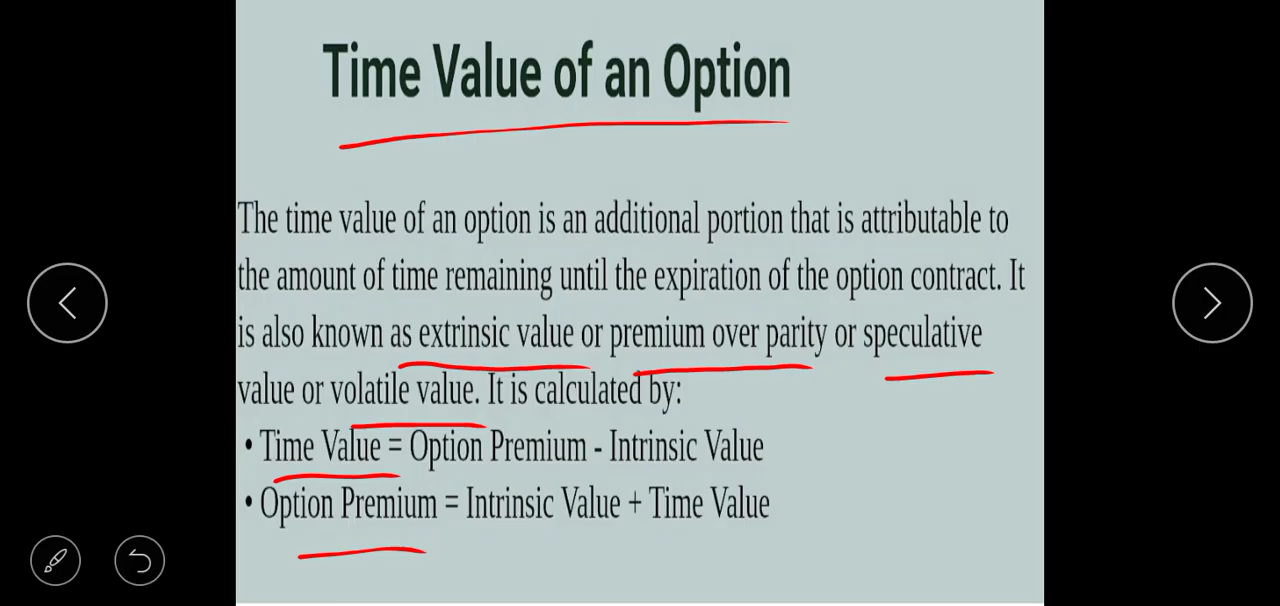 Time Value of an Option
The time value of an option is an additional portion that is attributable to
the amount of time remaining until the expiration of the option contract. It
is also known as extrinsic value or premium over parity or speculative
value or volatile value. It is calculated by:
• Time Value = Option Premium - Intrinsic Value
• Option Premium = Intrinsic Value + Time Value